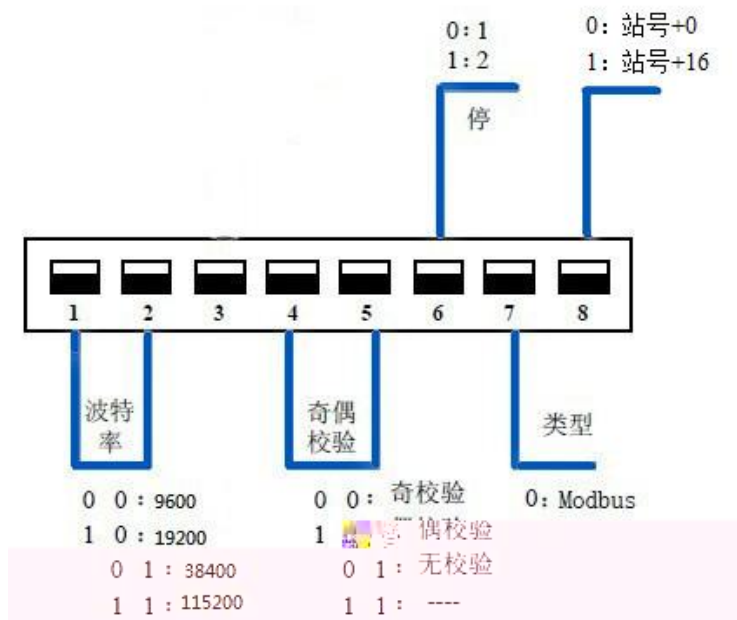 0:1
1:2
停
0: 站号+0
1: 站号+16
1 2 3 4 5 6 7 8
波特
率
奇偶
校验
类型
0 0: 9600
1 0: 19200
0 1: 38400
1 1: 115200
0 0: 奇校验
1 偶校验
0 1: 无校验
1 1: ----
0: Modbus